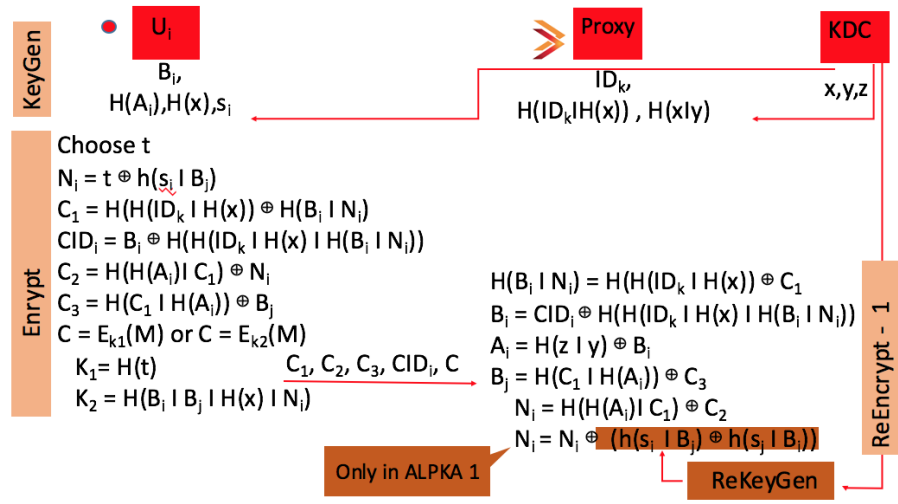 KeyGen
Uᵢ
Bᵢ,
H(Aᵢ),H(x),sᵢ
Proxy
IDₖ,
H(IDₖIH(x)) , H(xIy)
KDC
x,y,z
Enrypt
Choose t
Nᵢ = t ⊕ h(sᵢ I Bⱼ)
C₁ = H(H(IDₖ I H(x)) ⊕ H(Bᵢ I Nᵢ)
CIDᵢ = Bᵢ ⊕ H(H(IDₖ I H(x) I H(Bᵢ I Nᵢ))
C₂ = H(H(Aᵢ)I C₁) ⊕ Nᵢ
C₃ = H(C₁ I H(Aᵢ)) ⊕ Bⱼ
C = Eₖ₁(M) or C = Eₖ₂(M)
K₁= H(t)
K₂ = H(Bᵢ I Bⱼ I H(x) I Nᵢ)
C₁, C₂, C₃, CIDᵢ, C
H(Bᵢ I Nᵢ) = H(H(IDₖ I H(x)) ⊕ C₁
Bᵢ = CIDᵢ ⊕ H(H(IDₖ I H(x) I H(Bᵢ I Nᵢ))
Aᵢ = H(z I y) ⊕ Bᵢ
Bⱼ = H(C₁ I H(Aᵢ)) ⊕ C₃
Nᵢ = H(H(Aᵢ)I C₁) ⊕ C₂
Nᵢ = Nᵢ ⊕ (h(sᵢ I Bⱼ) ⊕ h(sⱼ I Bᵢ))
Only in ALPKA 1
ReKeyGen
ReEncrypt - 1